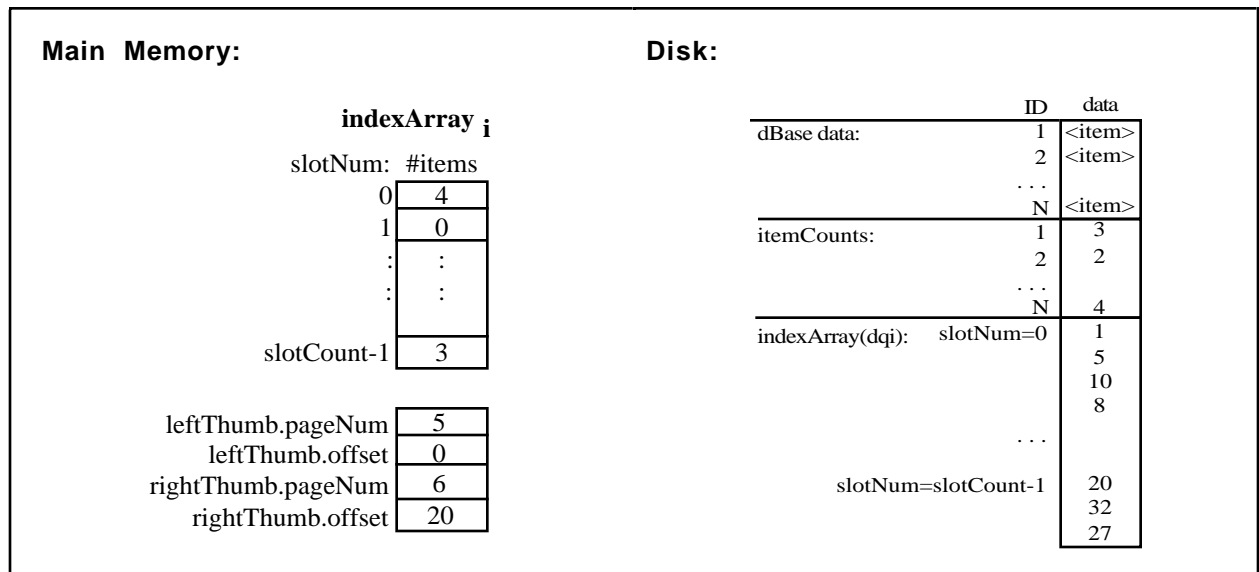 Main Memory:
indexArray i
slotNum: #items
0 4
1 0
: :
: :
slotCount-1 3
leftThumb.pageNum 5
leftThumb.offset 0
rightThumb.pageNum 6
rightThumb.offset 20
Disk:
ID data
dBase data: 1 <item>
2 <item>
. . .
N <item>
itemCounts: 1 3
2 2
. . .
N 4
indexArray(dqi): slotNum=0 1
5
10
8
. . .
slotNum=slotCount-1 20
32
27